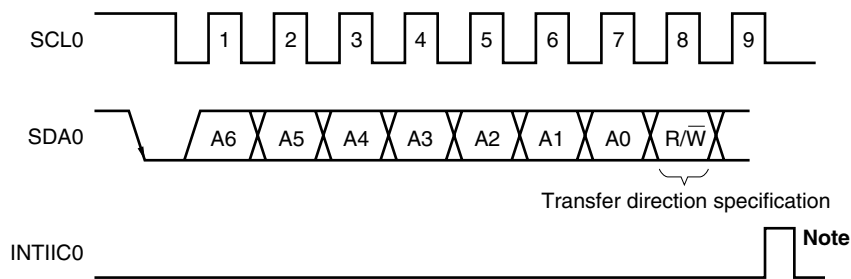 SCL0 1 2 3 4 5 6 7 8 9
SDA0 A6 A5 A4 A3 A2 A1 A0 R/W̅
Transfer direction specification
Note
INTIIC0